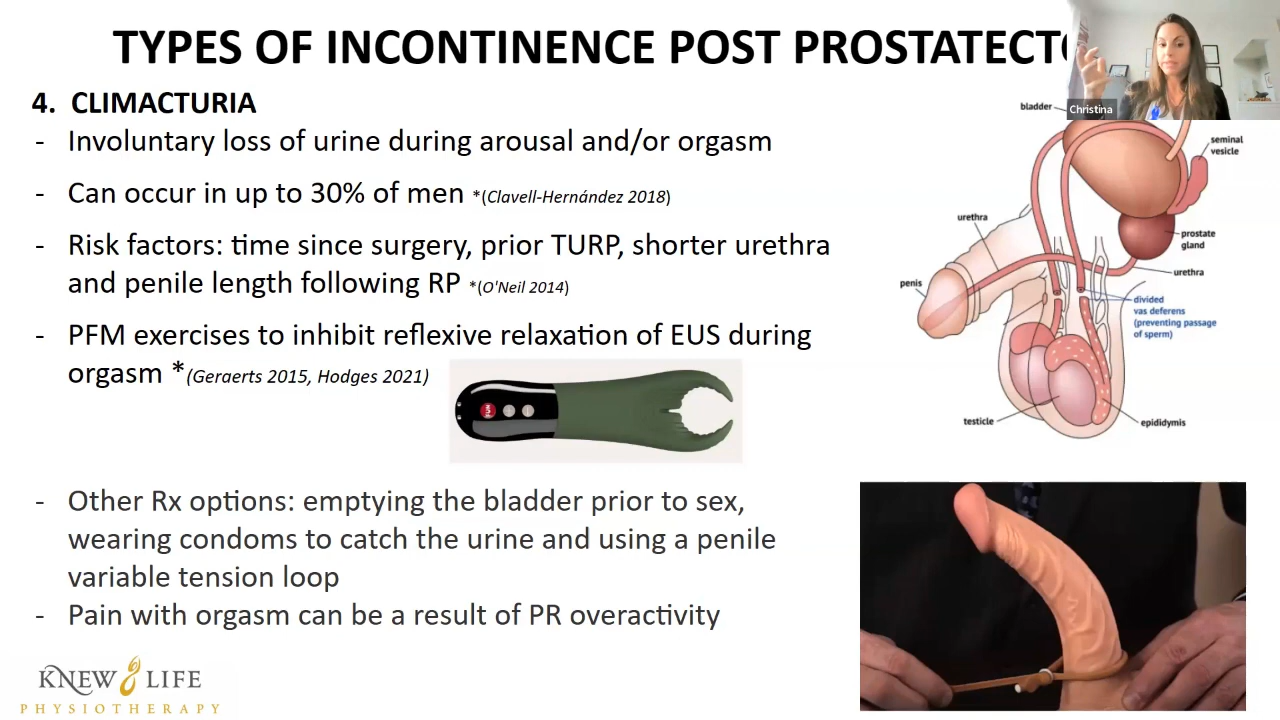 TYPES OF INCONTINENCE POST PROSTATECTO
Christina
4. CLIMACTURIA
- Involuntary loss of urine during arousal and/or orgasm
- Can occur in up to 30% of men *(Clavell-Hernández 2018)
- Risk factors: time since surgery, prior TURP, shorter urethra
and penile length following RP *(O'Neil 2014)
- PFM exercises to inhibit reflexive relaxation of EUS during
orgasm *(Geraerts 2015, Hodges 2021)
- Other Rx options: emptying the bladder prior to sex,
wearing condoms to catch the urine and using a penile
variable tension loop
- Pain with orgasm can be a result of PR overactivity
bladder
seminal
vesicle
urethra
prostate
gland
urethra
penis
divided
vas deferens
(preventing passage
of sperm)
testicle
epididymis
KNEW LIFE
PHYSIOTHERAPY